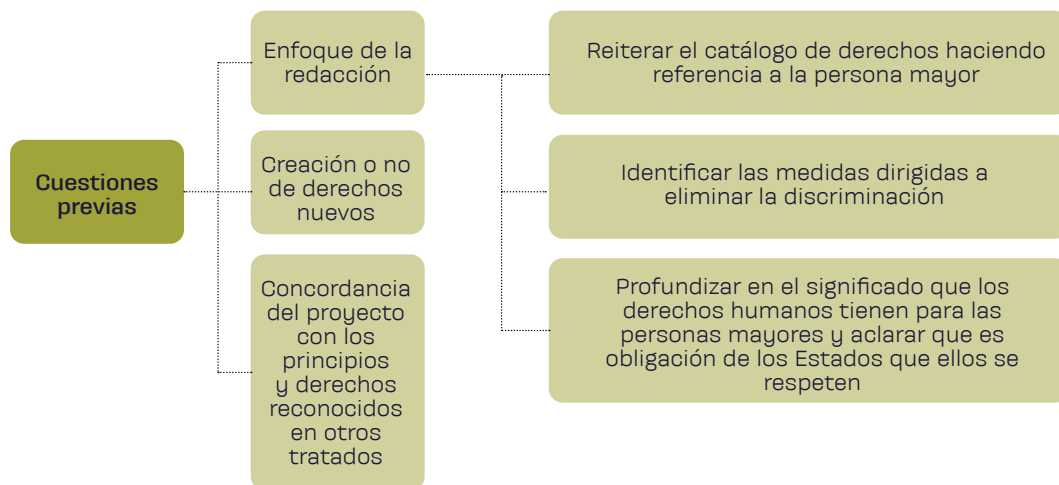 Cuestiones
previas
Enfoque de la
redacción
Creación o no
de derechos
nuevos
Concordancia
del proyecto
con los
principios
y derechos
reconocidos
en otros
tratados
Reiterar el catálogo de derechos haciendo
referencia a la persona mayor
Identificar las medidas dirigidas a
eliminar la discriminación
Profundizar en el significado que los
derechos humanos tienen para las
personas mayores y aclarar que es
obligación de los Estados que ellos se
respeten